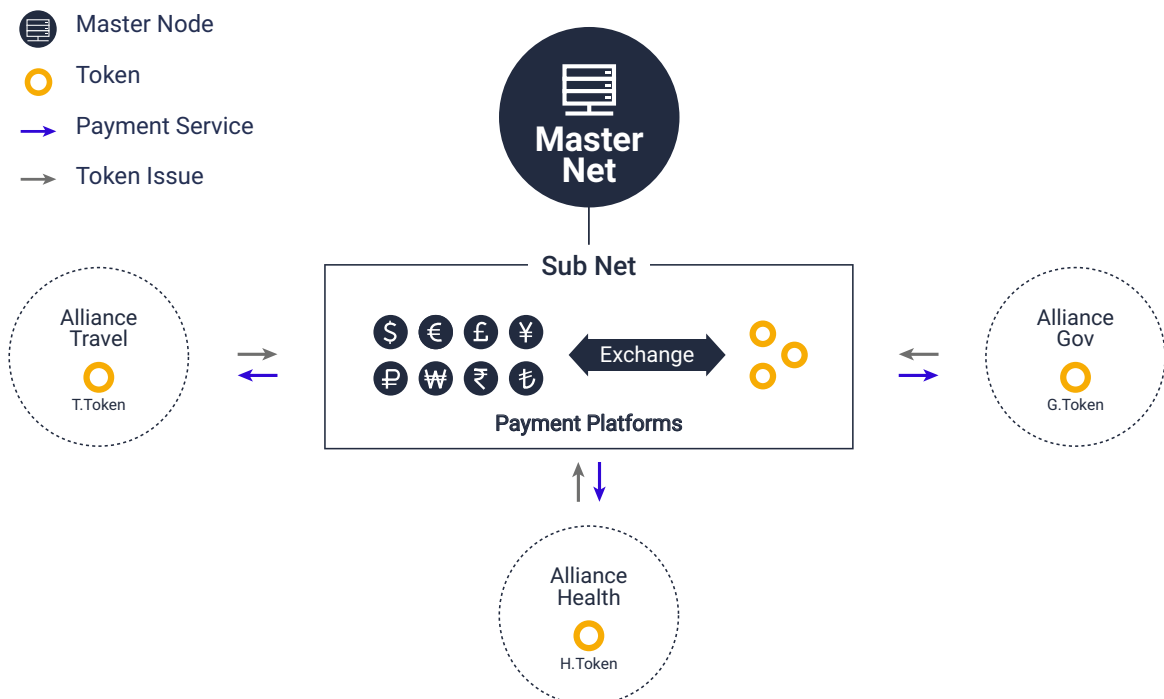 Master Node
Token
Payment Service
Token Issue
Master
Net
Sub Net
Alliance
Travel
T.Token
$ € £ ¥
₽ ₩ ₹ ₺
Exchange
Payment Platforms
Alliance
Gov
G.Token
Alliance
Health
H.Token